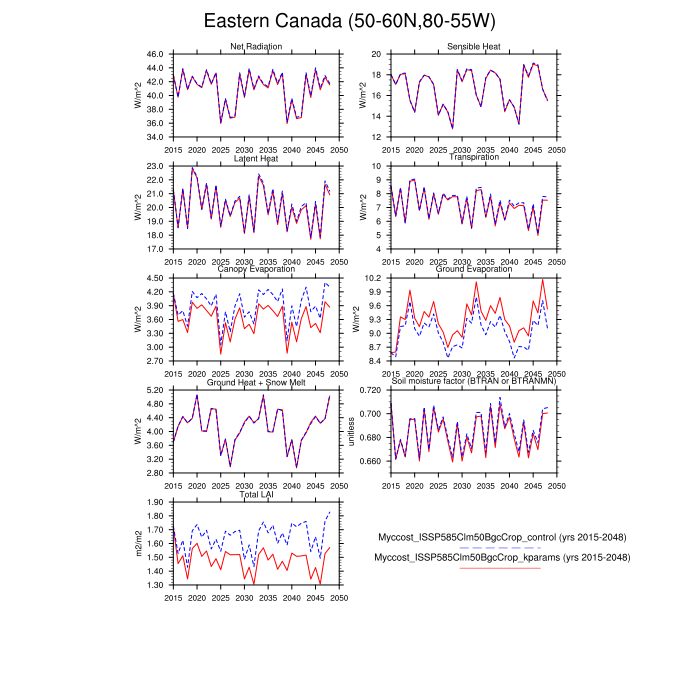 Eastern Canada (50-60N,80-55W)
Net Radiation
W/m^2
46.0
44.0
42.0
40.0
38.0
36.0
34.0
2015 2020 2025 2030 2035 2040 2045 2050
Sensible Heat
W/m^2
20
18
16
14
12
2015 2020 2025 2030 2035 2040 2045 2050
Latent Heat
W/m^2
23.0
22.0
21.0
20.0
19.0
18.0
17.0
2015 2020 2025 2030 2035 2040 2045 2050
Transpiration
W/m^2
10
9
8
7
6
5
4
2015 2020 2025 2030 2035 2040 2045 2050
Canopy Evaporation
W/m^2
4.50
4.20
3.90
3.60
3.30
3.00
2.70
2015 2020 2025 2030 2035 2040 2045 2050
Ground Evaporation
W/m^2
10.2
9.6
9.3
9.0
8.7
8.4
2015 2020 2025 2030 2035 2040 2045 2050
Ground Heat + Snow Melt
W/m^2
5.20
4.80
4.40
4.00
3.60
3.20
2.80
2015 2020 2025 2030 2035 2040 2045 2050
Soil moisture factor (BTRAN or BTRANMN)
unitless
0.720
0.700
0.680
0.660
2015 2020 2025 2030 2035 2040 2045 2050
Total LAI
m2/m2
1.90
1.80
1.70
1.60
1.50
1.40
1.30
2015 2020 2025 2030 2035 2040 2045 2050
Myccost_ISSP585Clm50BgcCrop_control (yrs 2015-2048)
Myccost_ISSP585Clm50BgcCrop_kparams (yrs 2015-2048)